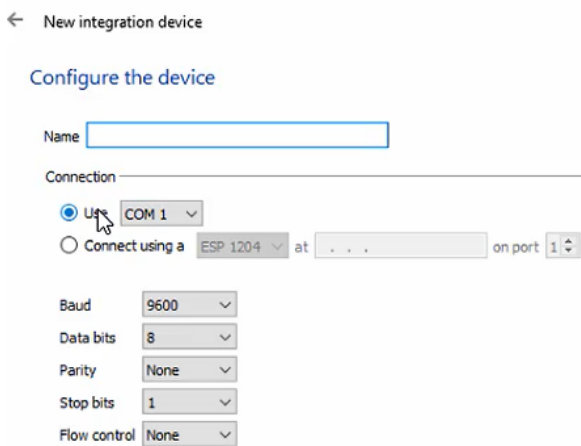 New integration device
Configure the device
Name
Connection
Use COM 1
Connect using a ESP 1204 at . . . on port 1
Baud 9600
Data bits 8
Parity None
Stop bits 1
Flow control None